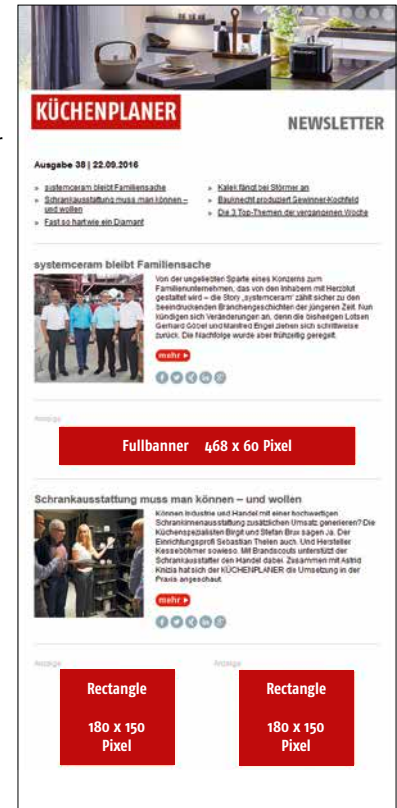 KÜCHENPLANER
NEWSLETTER
Ausgabe 38 | 22.09.2016
» systemceram bleibt Familiensache
» Schrankausstattung muss man können –
und wollen
» Fast so hart wie ein Diamant
» Kalek fängt bei Störmer an
» Bauknecht produziert Gewinner-Kochfeld
» Die 3 Top-Themen der vergangenen Woche
systemceram bleibt Familiensache
Von der ungeliebten Sparte eines Konzerns zum
Familienunternehmen, das von den Inhabern mit Herzblut
gestaltet wird – die Story „systemceram“ zählt sicher zu den
beeindruckenden Branchengeschichten der jüngeren Zeit. Nun
kündigen sich Veränderungen an, denn die bisherigen Lotsen
Gerhard Göbel und Manfred Engel ziehen sich schrittweise
zurück. Die Nachfolge wurde aber frühzeitig geregelt.
mehr
Anzeige
Fullbanner 468 x 60 Pixel
Schrankausstattung muss man können – und wollen
Können Industrie und Handel mit einer hochwertigen
Schrankinnenausstattung zusätzlichen Umsatz generieren? Die
Küchenspezialisten Birgit und Stefan Brax sagen Ja. Der
Einrichtungsprofi Sebastian Thelen auch. Und Hersteller
Kesseböhmer sowieso. Mit Brandscouts unterstützt der
Schrankausstatter den Handel dabei. Zusammen mit Astrid
Knizia hat sich der KÜCHENPLANER die Umsetzung in der
Praxis angeschaut.
mehr
Anzeige
Anzeige
Rectangle
180 x 150
Pixel
Rectangle
180 x 150
Pixel